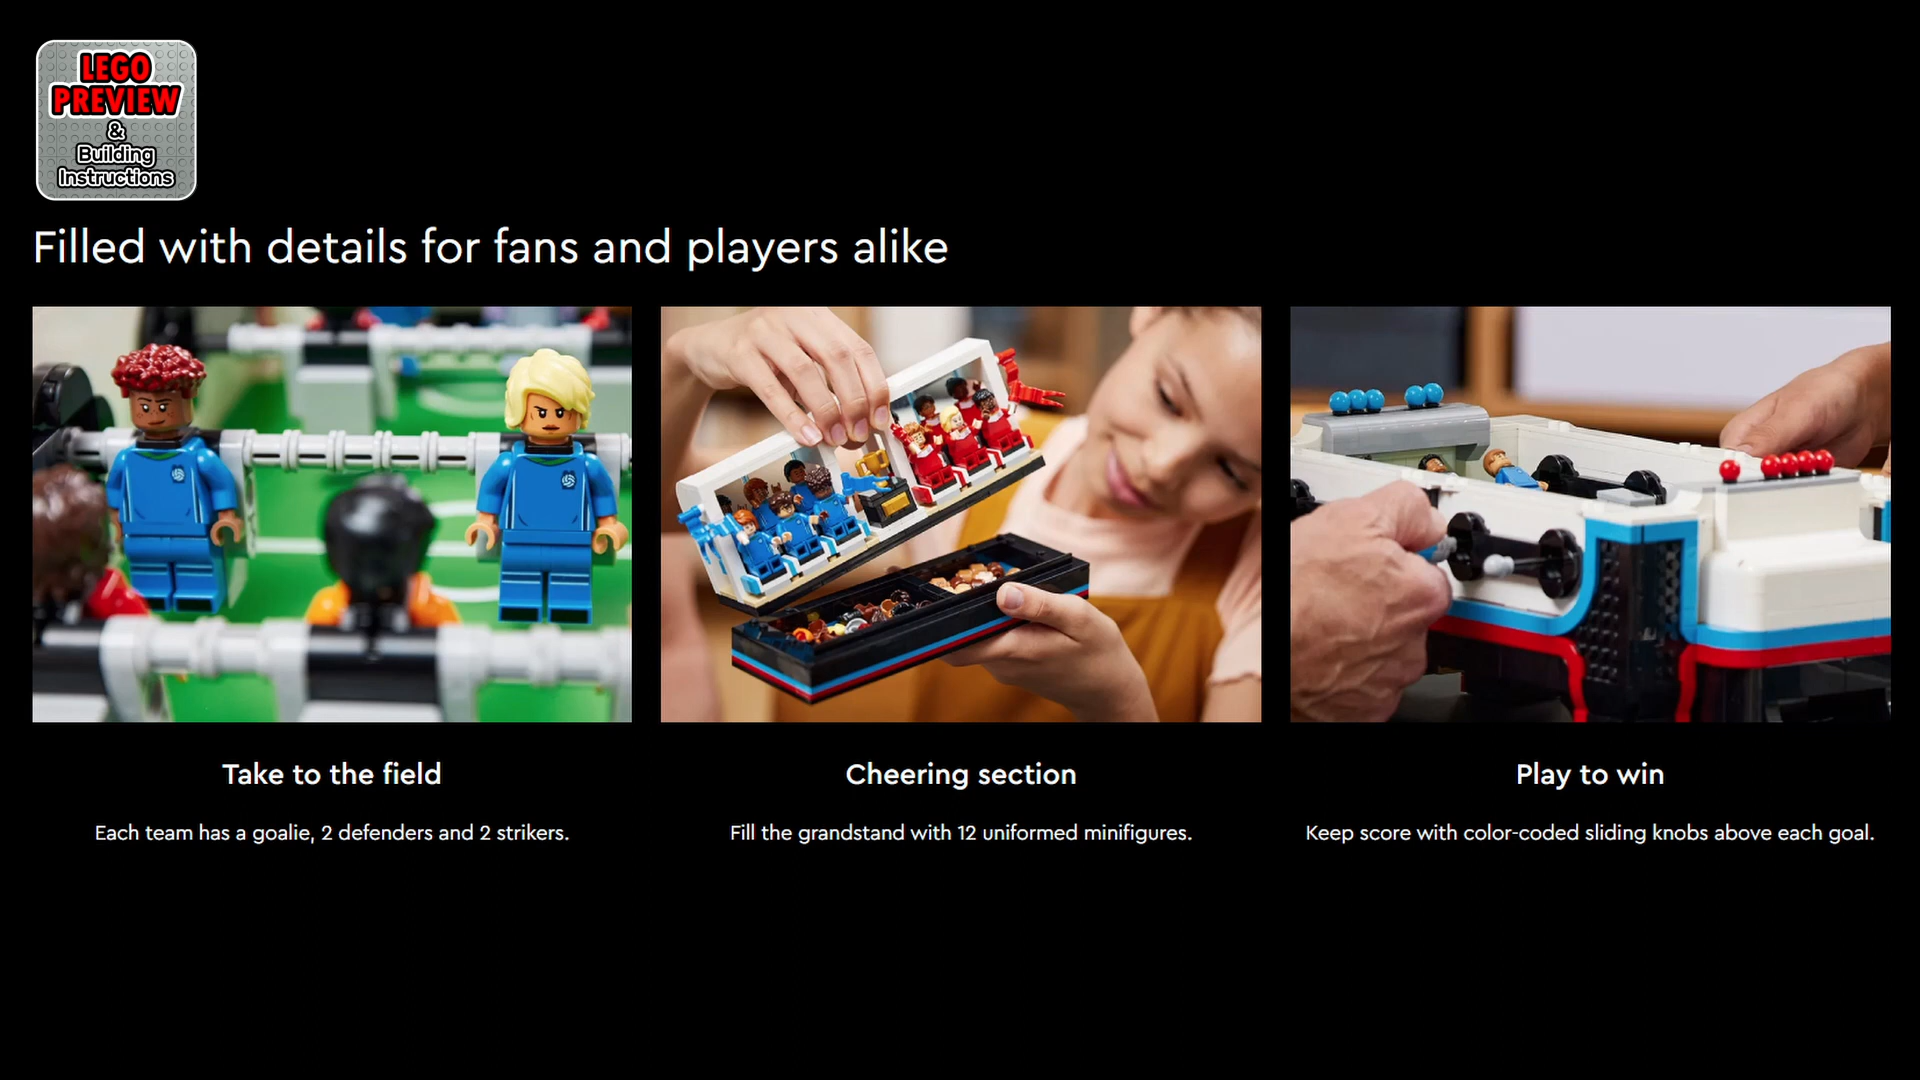 LEGO
PREVIEW
&
Building
Instructions
Filled with details for fans and players alike
Take to the field
Cheering section
Play to win
Each team has a goalie, 2 defenders and 2 strikers.
Fill the grandstand with 12 uniformed minifigures.
Keep score with color-coded sliding knobs above each goal.